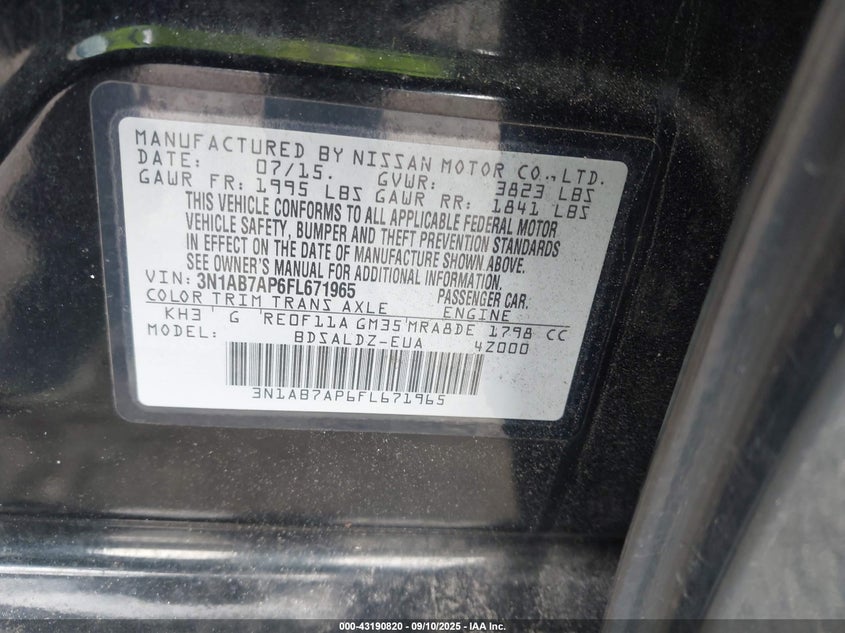 MANUFACTURED BY NISSAN MOTOR CO.,LTD.
DATE: 07/15. GVWR: 3823 LBS
GAWR FR: 1995 LBS GAWR RR: 1841 LBS
THIS VEHICLE CONFORMS TO ALL APPLICABLE FEDERAL MOTOR
VEHICLE SAFETY, BUMPER AND THEFT PREVENTION STANDARDS
IN EFFECT ON THE DATE OF MANUFACTURE SHOWN ABOVE.
SEE OWNER'S MANUAL FOR ADDITIONAL INFORMATION.
VIN: 3N1AB7AP6FL671965 PASSENGER CAR
COLOR TRIM TRANS AXLE ENGINE
KH3 G RE0F11A GM35 MRA8DE 1798 CC
MODEL: BDSALDZ-EUA 4Z000
3N1AB7AP6FL671965
000-43190820 - 09/10/2025 - IAA Inc.